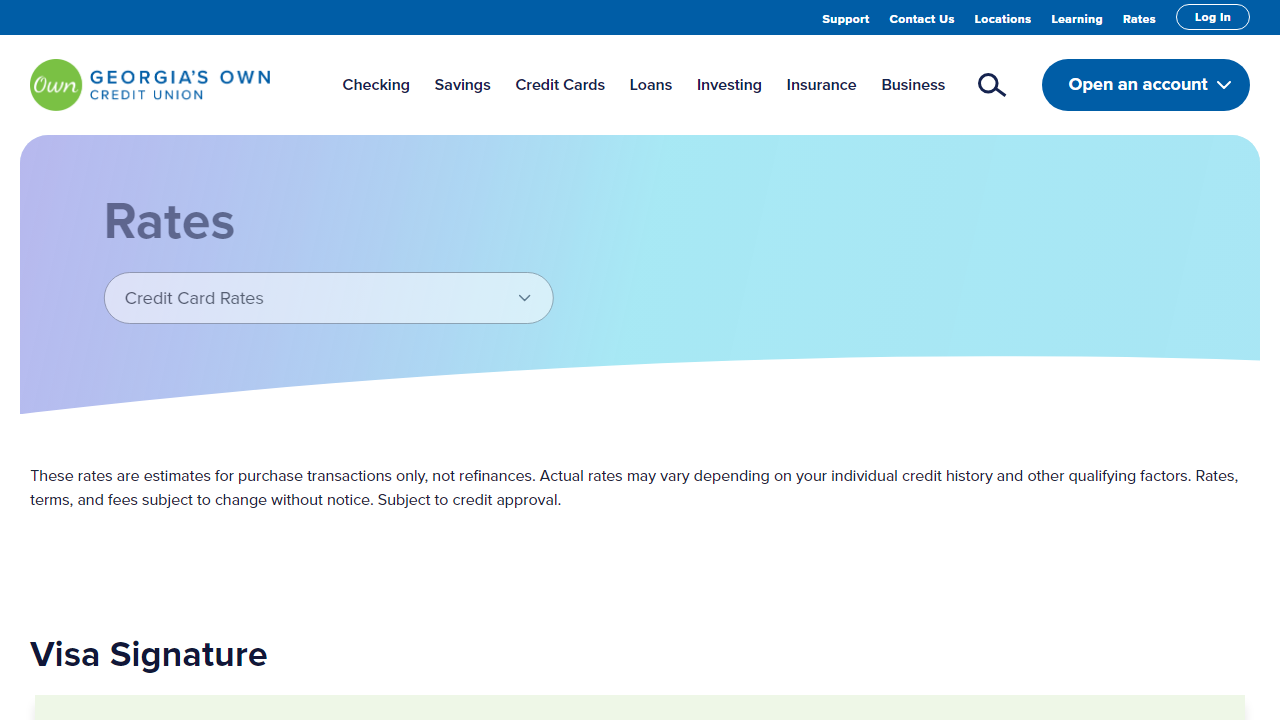 Support Contact Us Locations Learning Rates Log In
Own GEORGIA'S OWN
CREDIT UNION
Checking Savings Credit Cards Loans Investing Insurance Business Open an account
Rates
Credit Card Rates
These rates are estimates for purchase transactions only, not refinances. Actual rates may vary depending on your individual credit history and other qualifying factors. Rates,
terms, and fees subject to change without notice. Subject to credit approval.
Visa Signature